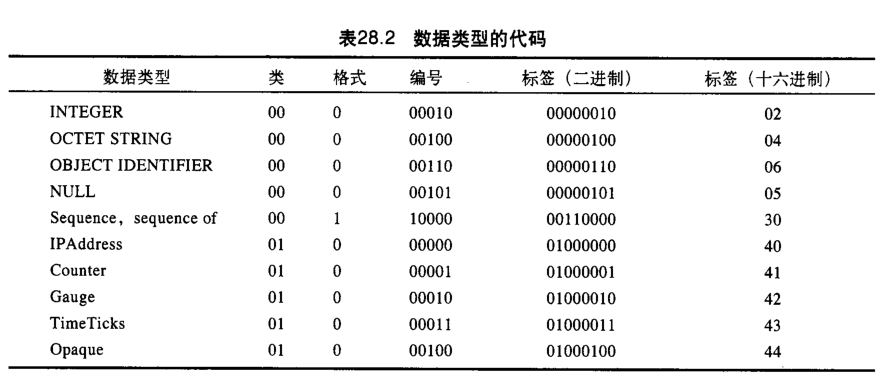 表28.2 数据类型的代码
数据类型 类 格式 编号 标签（二进制） 标签（十六进制）
INTEGER 00 0 00010 00000010 02
OCTET STRING 00 0 00100 00000100 04
OBJECT IDENTIFIER 00 0 00110 00000110 06
NULL 00 0 00101 00000101 05
Sequence，sequence of 00 1 10000 00110000 30
IPAddress 01 0 00000 01000000 40
Counter 01 0 00001 01000001 41
Gauge 01 0 00010 01000010 42
TimeTicks 01 0 00011 01000011 43
Opaque 01 0 00100 01000100 44